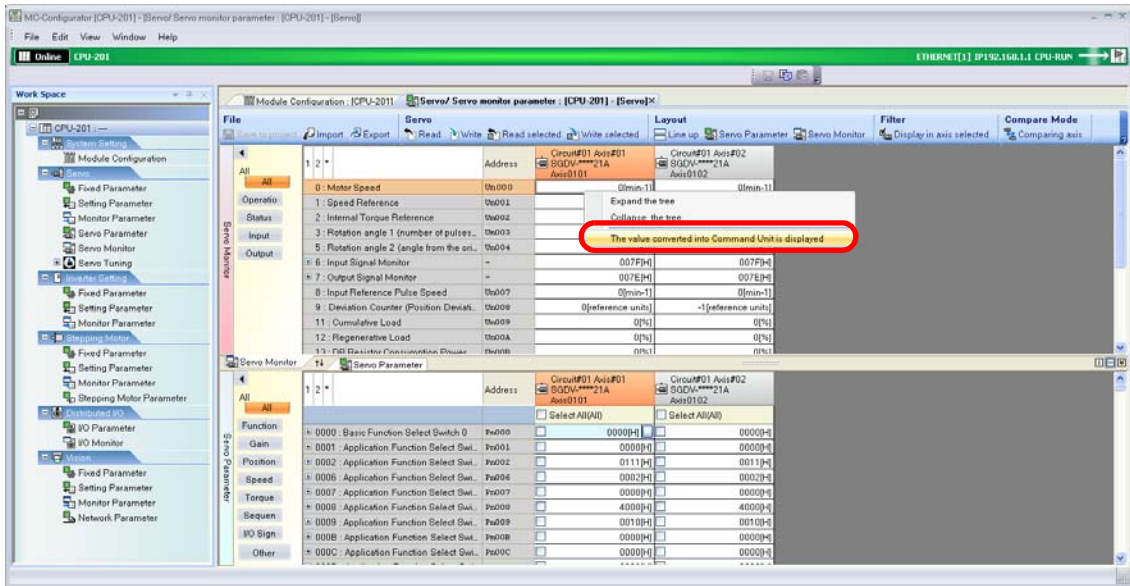 MC-Configurator [CPU-201] - [Servo/ Servo monitor parameter : [CPU-201] - [Servo]]
File Edit View Window Help
Online CPU-201 ETHERNET[1] IP192.168.1.1 CPU-RUN
Work Space
Module Configuration : [CPU-201] Servo/ Servo monitor parameter : [CPU-201] - [Servo]
File Servo Layout Filter Compare Mode
Save to project Import Export Read Write Read selected Write selected Line up Servo Parameter Servo Monitor Display in axis selected Comparing axis
CPU-201 : ---
System Setting
Module Configuration
Servo
Fixed Parameter
Setting Parameter
Monitor Parameter
Servo Parameter
Servo Monitor
Servo Tuning
Inverter Setting
Fixed Parameter
Setting Parameter
Monitor Parameter
Stepping Motor
Fixed Parameter
Setting Parameter
Monitor Parameter
Stepping Motor Parameter
Distributed I/O
I/O Parameter
I/O Monitor
Vision
Fixed Parameter
Setting Parameter
Monitor Parameter
Network Parameter
Servo Monitor
All
All
Operatio
Status
Input
Output
1 2 * Address Circuit#01 Axis#01 SGDV-****21A Axis0101 Circuit#01 Axis#02 SGDV-****21A Axis0102
0 : Motor Speed Un000 0[min-1] 0[min-1]
1 : Speed Reference Un001
2 : Internal Torque Reference Un002
3 : Rotation angle 1 (number of pulses.. Un003
5 : Rotation angle 2 (angle from the ori.. Un004
6 : Input Signal Monitor - 007F[H] 007F[H]
7 : Output Signal Monitor - 007E[H] 007E[H]
8 : Input Reference Pulse Speed Un007 0[min-1] 0[min-1]
9 : Deviation Counter (Position Deviati.. Un008 0[reference units] -1[reference units]
11 : Cumulative Load Un009 0[%] 0[%]
12 : Regenerative Load Un00A 0[%] 0[%]
13 : DB Resistor Consumption Power Un00B 0[%] 0[%]
Expand the tree
Collapse the tree
The value converted into Command Unit is displayed
Servo Monitor Servo Parameter
Servo Parameter
All
All
Function
Gain
Position
Speed
Torque
Sequen
I/O Sign
Other
1 2 * Address Circuit#01 Axis#01 SGDV-****21A Axis0101 Circuit#01 Axis#02 SGDV-****21A Axis0102
Select All(All) Select All(All)
0000 : Basic Function Select Switch 0 Pn000 0000[H] 0000[H]
0001 : Application Function Select Swi.. Pn001 0000[H] 0000[H]
0002 : Application Function Select Swi.. Pn002 0111[H] 0011[H]
0006 : Application Function Select Swi.. Pn006 0002[H] 0002[H]
0007 : Application Function Select Swi.. Pn007 0000[H] 0000[H]
0008 : Application Function Select Swi.. Pn008 4000[H] 4000[H]
0009 : Application Function Select Swi.. Pn009 0010[H] 0010[H]
000B : Application Function Select Swi.. Pn00B 0000[H] 0000[H]
000C : Application Function Select Swi.. Pn00C 0000[H] 0000[H]